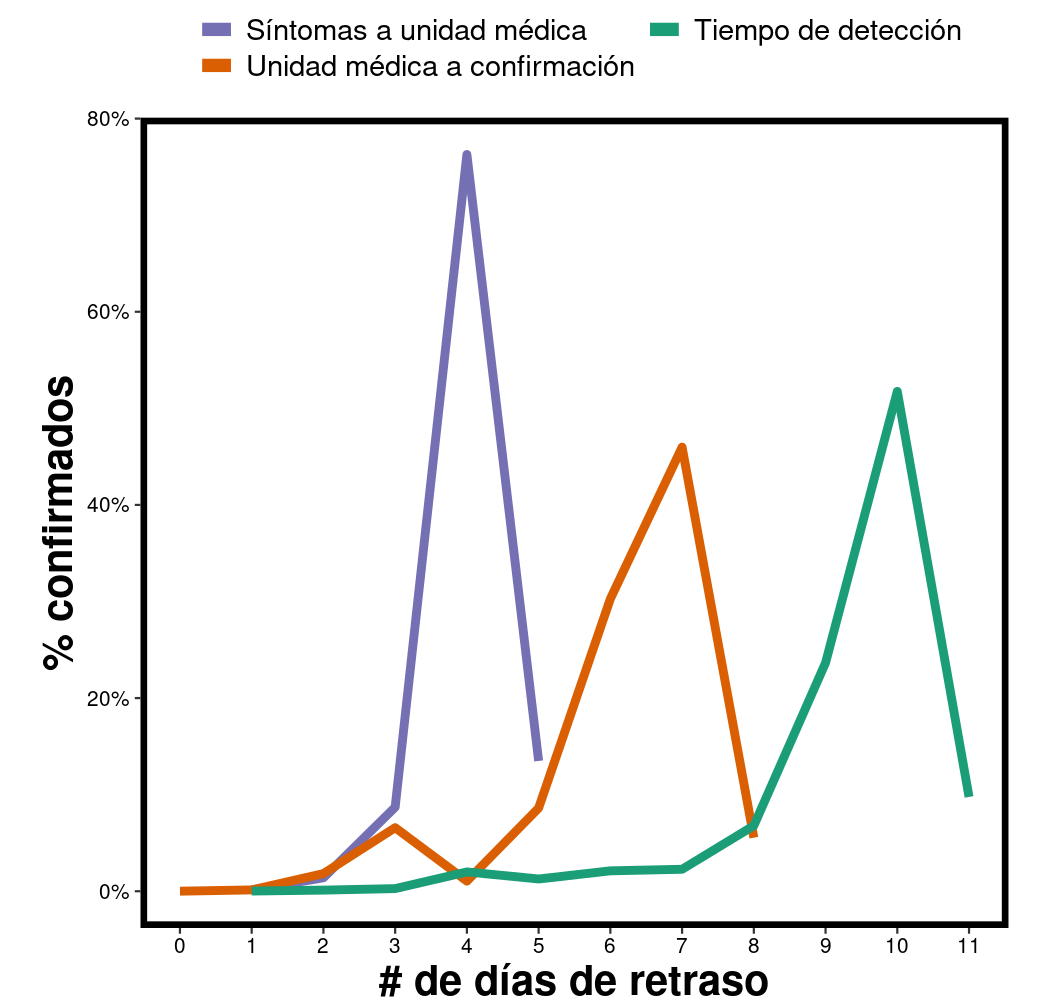 Síntomas a unidad médica
Tiempo de detección
Unidad médica a confirmación
80%
60%
40%
20%
0%
% confirmados
0 1 2 3 4 5 6 7 8 9 10 11
# de días de retraso